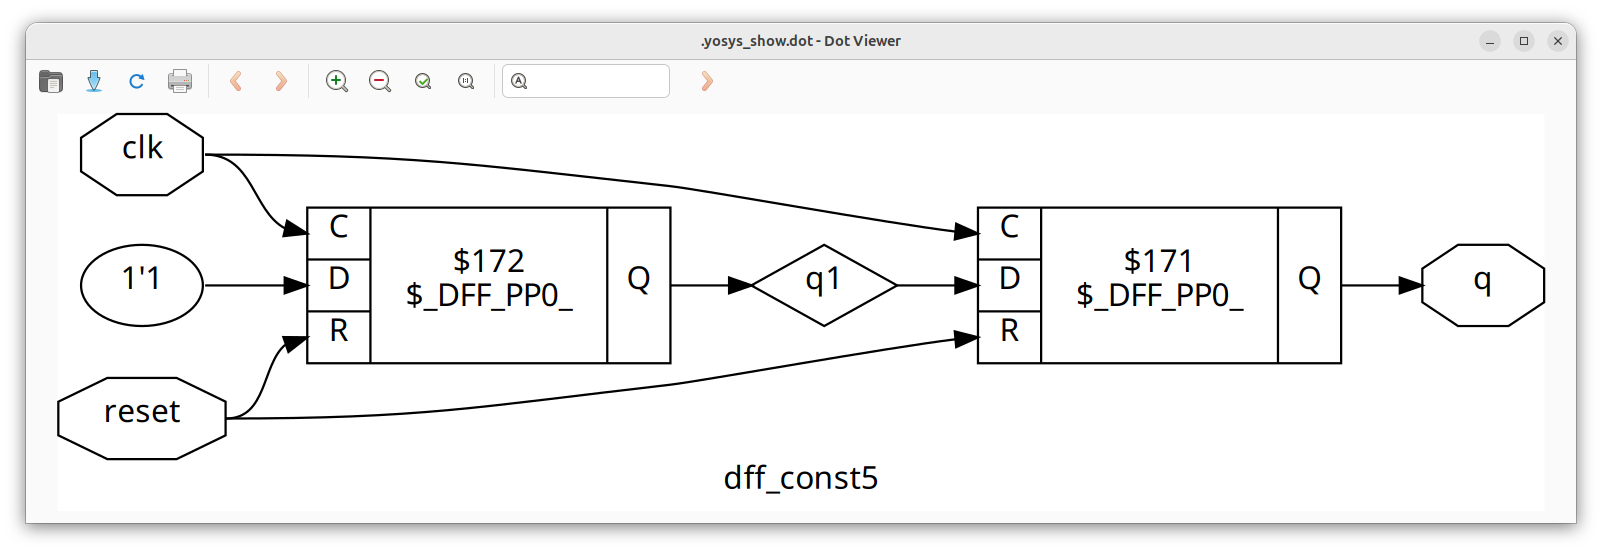 .yosys_show.dot - Dot Viewer
clk
C
$172
$_DFF_PP0_
D
Q
R
1'1
reset
q1
C
$171
$_DFF_PP0_
D
Q
R
q
dff_const5